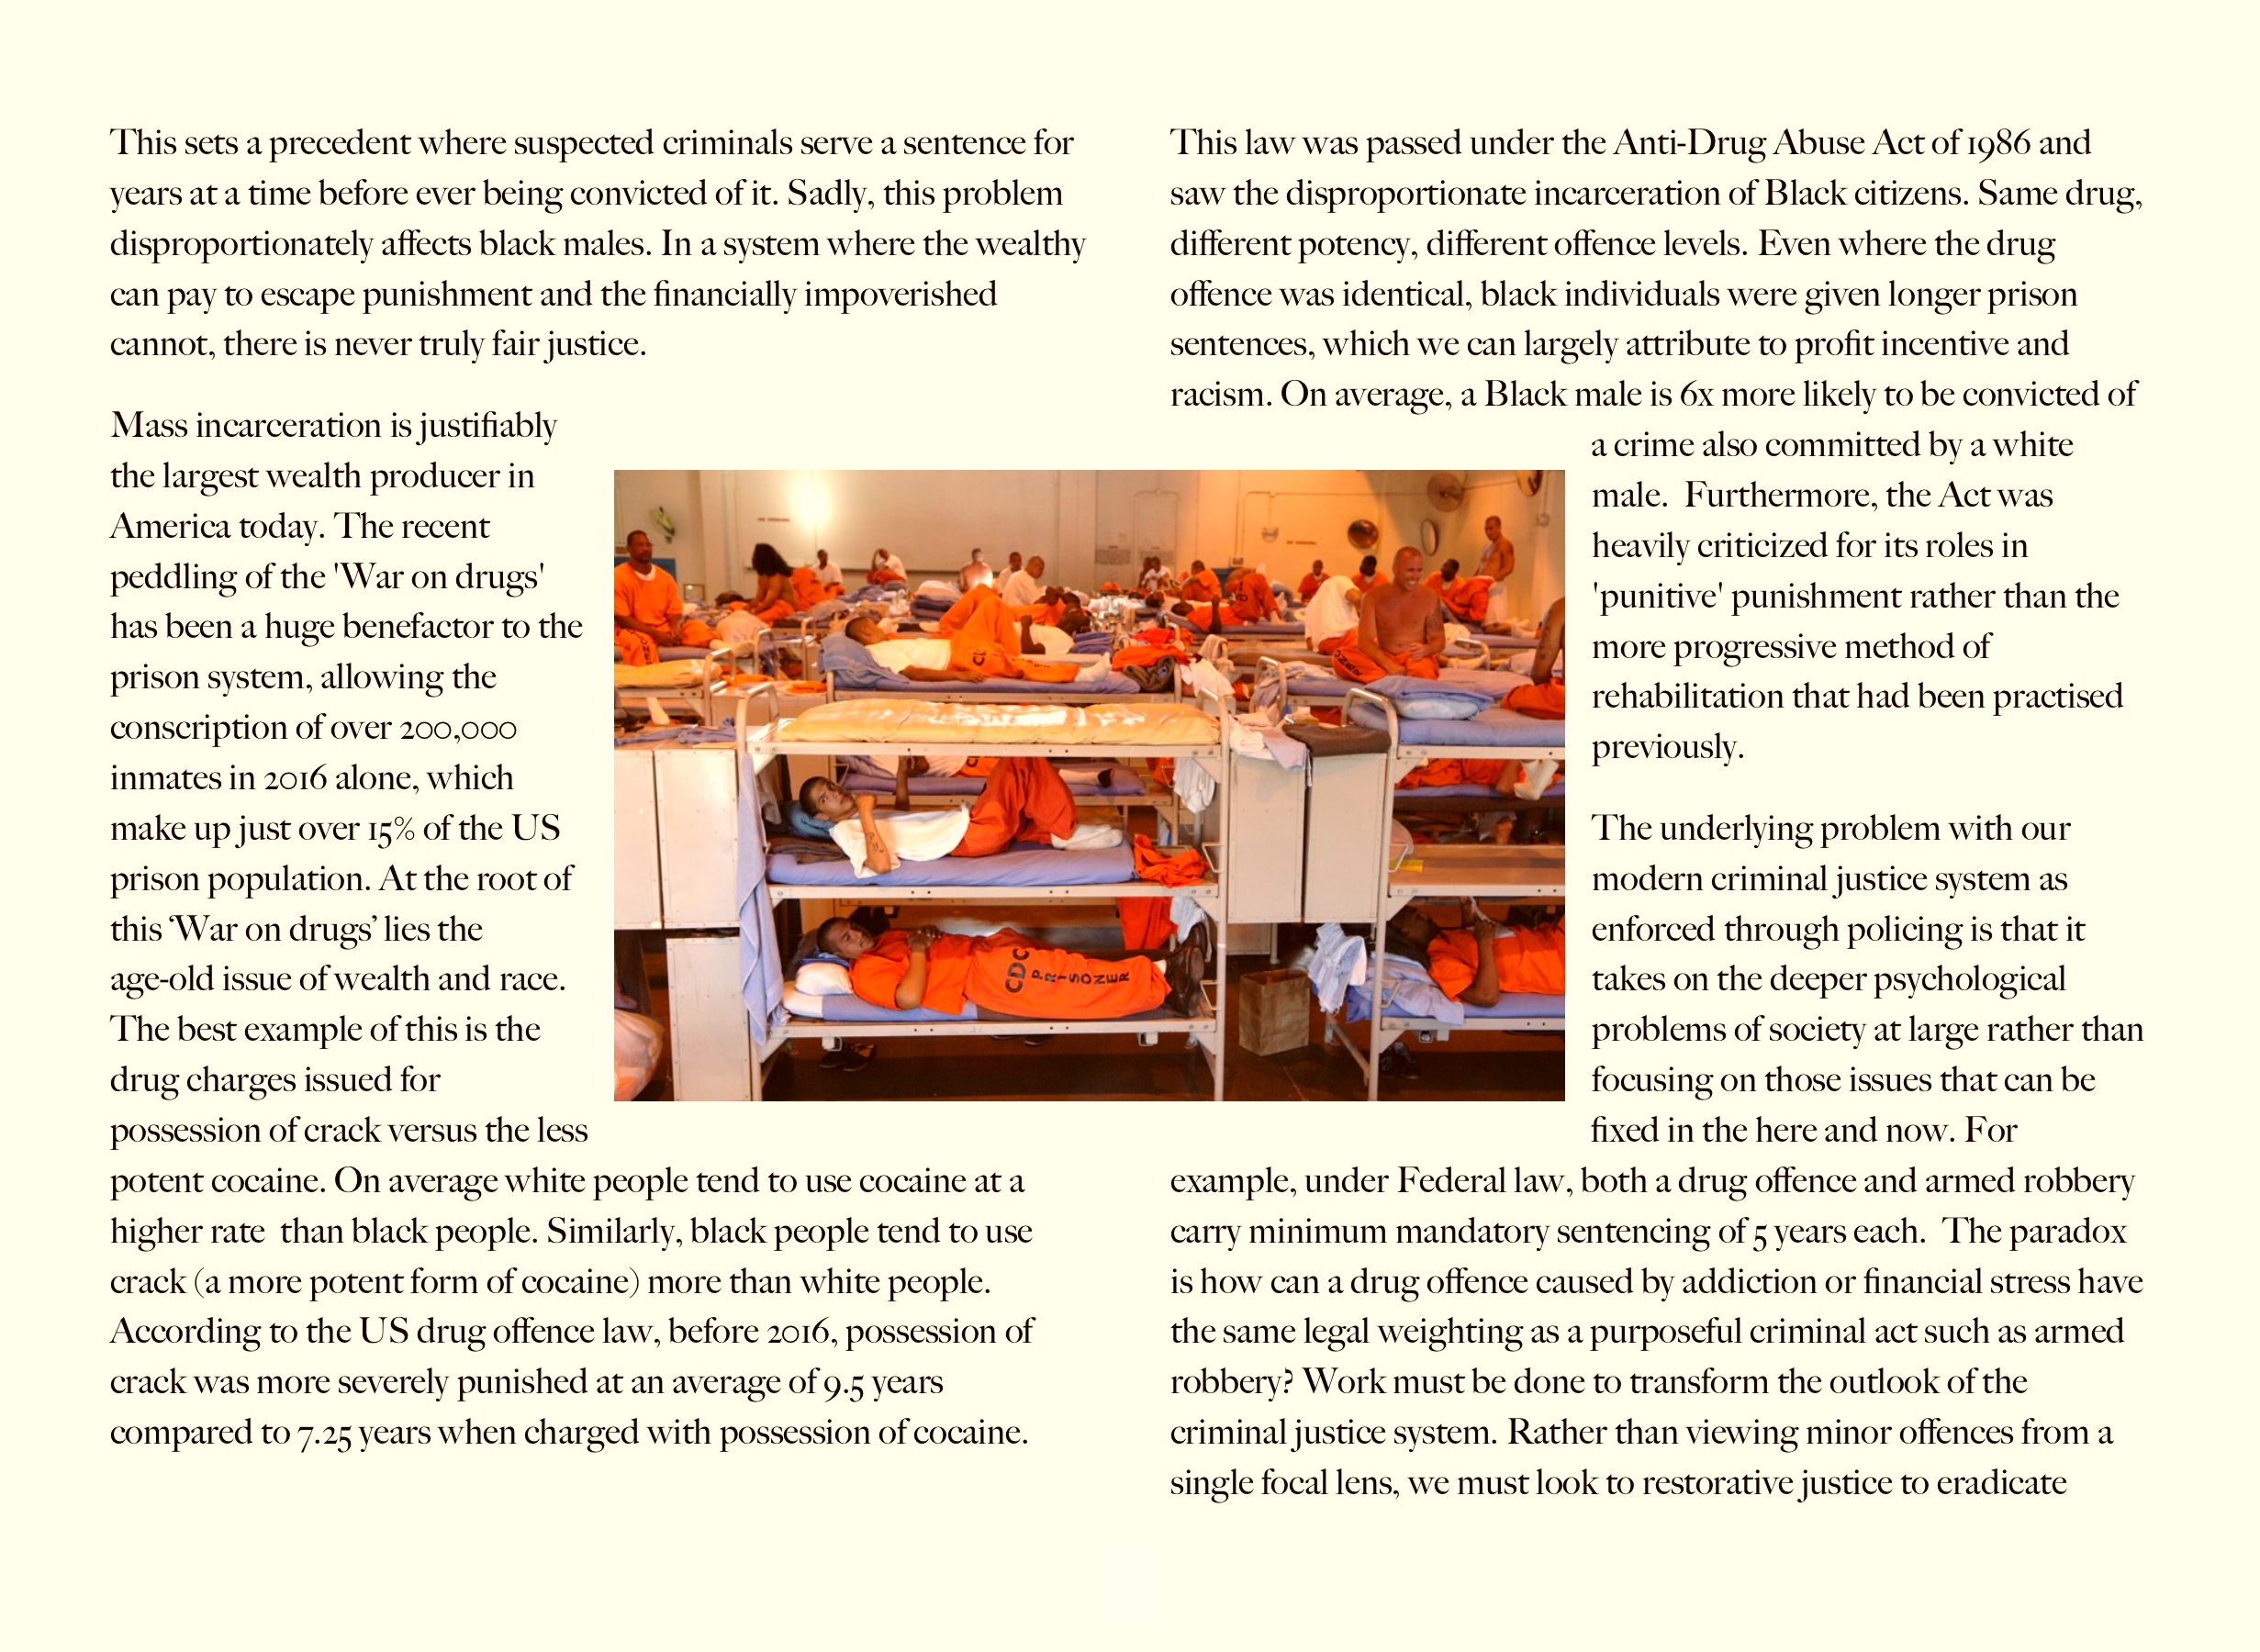 This sets a precedent where suspected criminals serve a sentence for
years at a time before ever being convicted of it. Sadly, this problem
disproportionately affects black males. In a system where the wealthy
can pay to escape punishment and the financially impoverished
cannot, there is never truly fair justice.
Mass incarceration is justifiably
the largest wealth producer in
America today. The recent
peddling of the 'War on drugs'
has been a huge benefactor to the
prison system, allowing the
conscription of over 200,000
inmates in 2016 alone, which
make up just over 15% of the US
prison population. At the root of
this ‘War on drugs’ lies the
age-old issue of wealth and race.
The best example of this is the
drug charges issued for
possession of crack versus the less
potent cocaine. On average white people tend to use cocaine at a
higher rate  than black people. Similarly, black people tend to use
crack (a more potent form of cocaine) more than white people.
According to the US drug offence law, before 2016, possession of
crack was more severely punished at an average of 9.5 years
compared to 7.25 years when charged with possession of cocaine.
This law was passed under the Anti-Drug Abuse Act of 1986 and
saw the disproportionate incarceration of Black citizens. Same drug,
different potency, different offence levels. Even where the drug
offence was identical, black individuals were given longer prison
sentences, which we can largely attribute to profit incentive and
racism. On average, a Black male is 6x more likely to be convicted of
a crime also committed by a white
male.  Furthermore, the Act was
heavily criticized for its roles in
'punitive' punishment rather than the
more progressive method of
rehabilitation that had been practised
previously.
The underlying problem with our
modern criminal justice system as
enforced through policing is that it
takes on the deeper psychological
problems of society at large rather than
focusing on those issues that can be
fixed in the here and now. For
example, under Federal law, both a drug offence and armed robbery
carry minimum mandatory sentencing of 5 years each.  The paradox
is how can a drug offence caused by addiction or financial stress have
the same legal weighting as a purposeful criminal act such as armed
robbery? Work must be done to transform the outlook of the
criminal justice system. Rather than viewing minor offences from a
single focal lens, we must look to restorative justice to eradicate
CDC
PRISONER